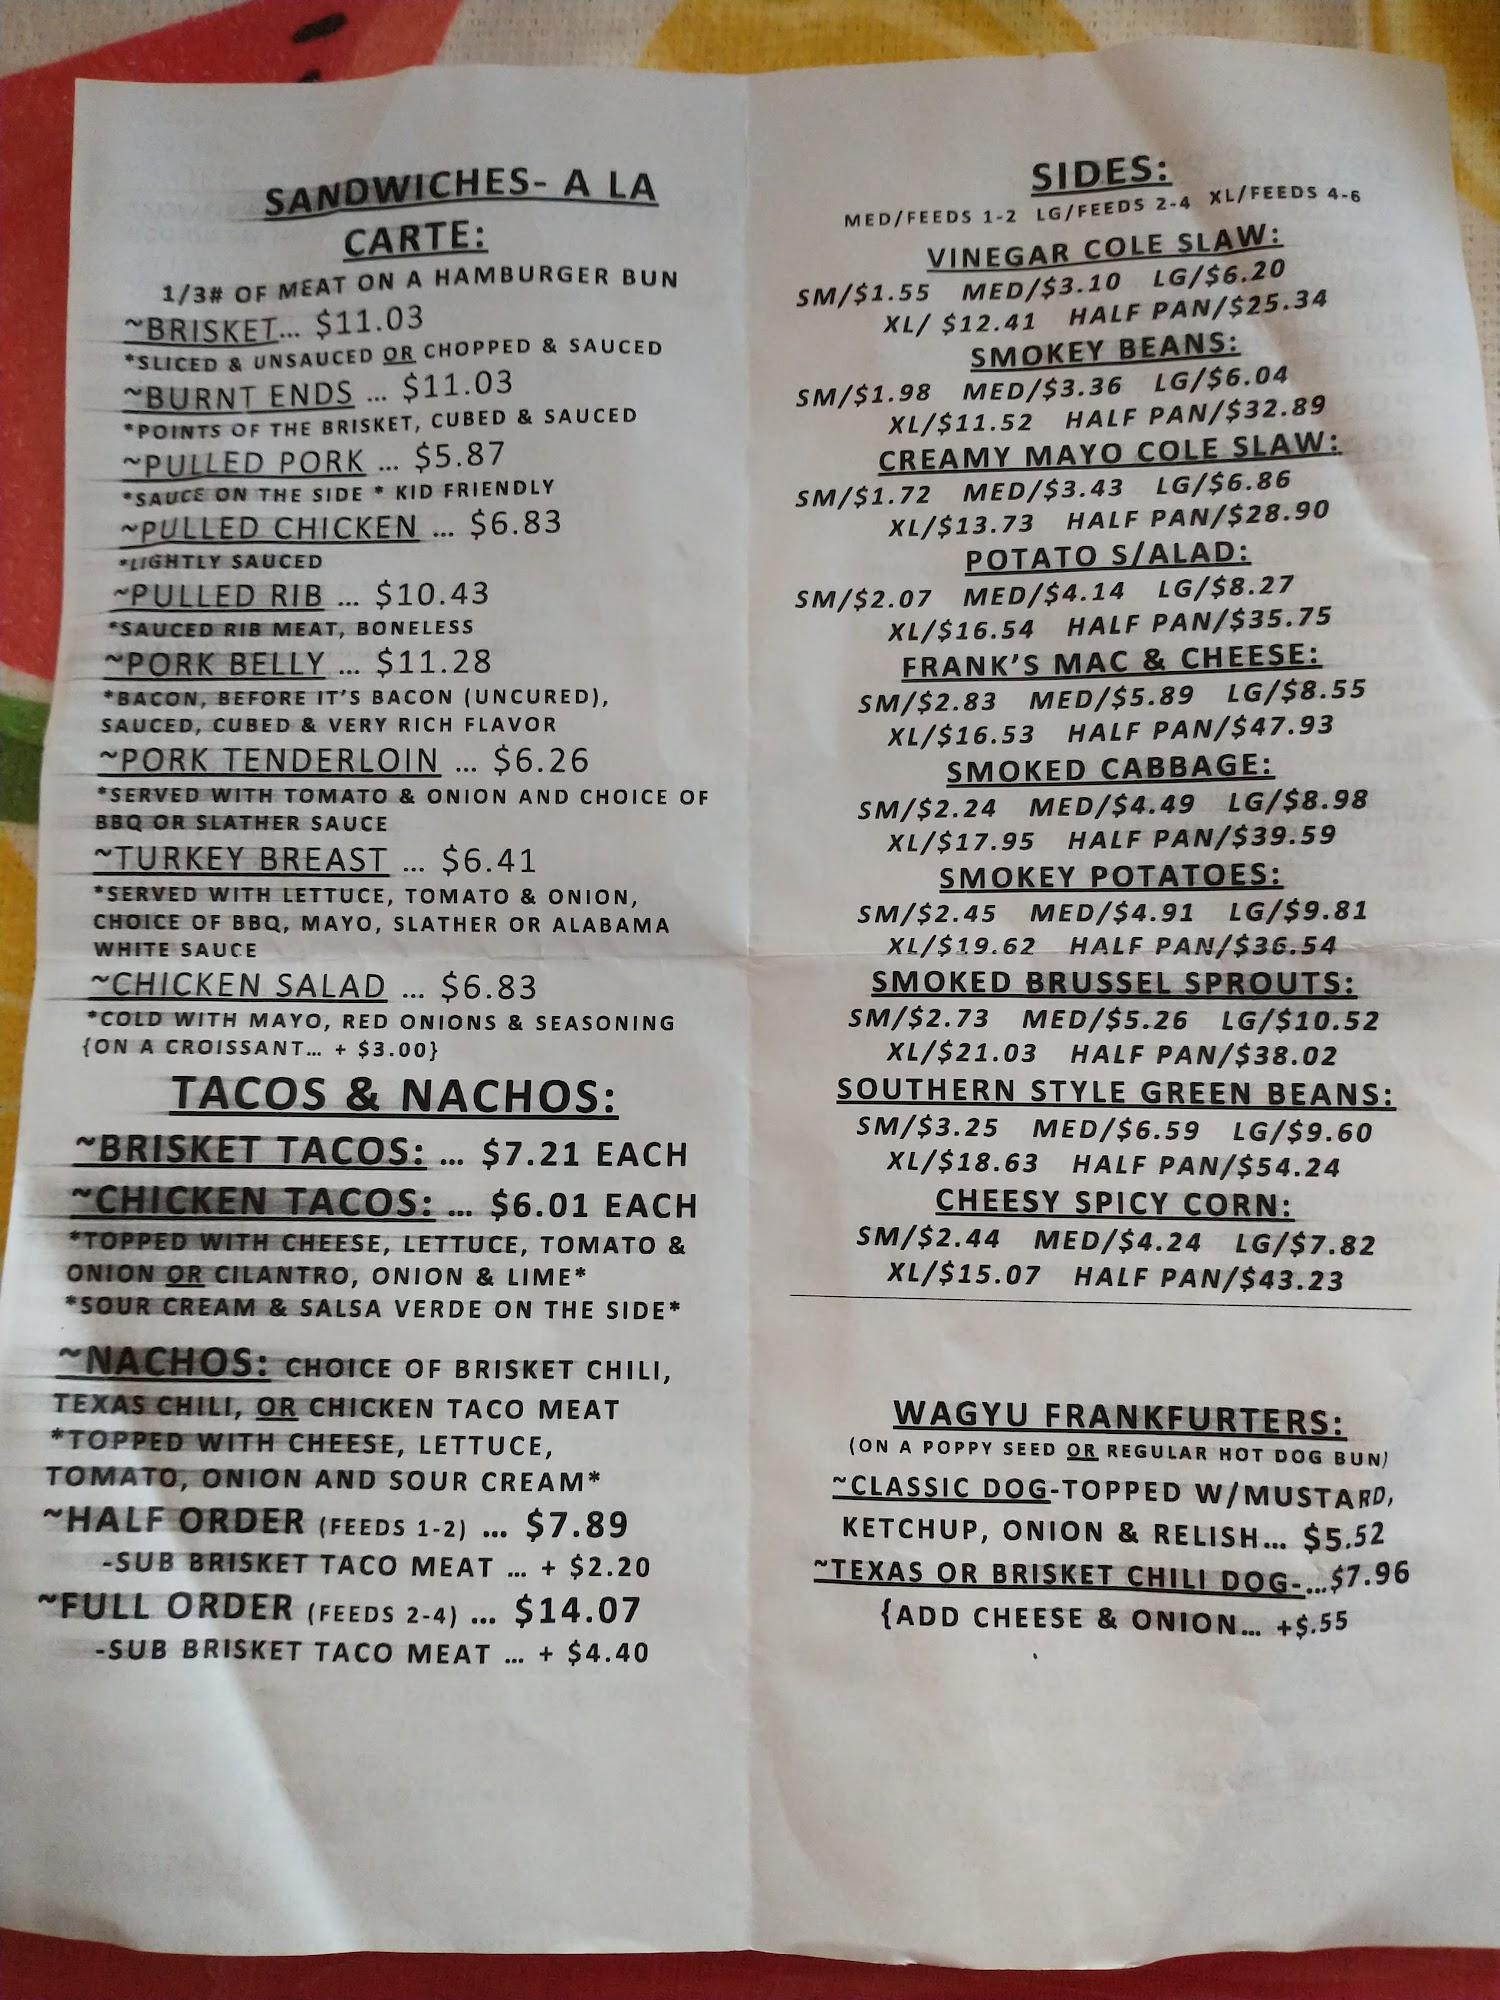 SANDWICHES- A LA
CARTE:
1/3# OF MEAT ON A HAMBURGER BUN
~BRISKET... $11.03
*SLICED & UNSAUCED OR CHOPPED & SAUCED
~BURNT ENDS ... $11.03
*POINTS OF THE BRISKET, CUBED & SAUCED
~PULLED PORK ... $5.87
*SAUCE ON THE SIDE * KID FRIENDLY
~PULLED CHICKEN ... $6.83
*LIGHTLY SAUCED
~PULLED RIB ... $10.43
*SAUCED RIB MEAT, BONELESS
~PORK BELLY ... $11.28
*BACON, BEFORE IT'S BACON (UNCURED),
SAUCED, CUBED & VERY RICH FLAVOR
~PORK TENDERLOIN ... $6.26
*SERVED WITH TOMATO & ONION AND CHOICE OF
BBQ OR SLATHER SAUCE
~TURKEY BREAST ... $6.41
*SERVED WITH LETTUCE, TOMATO & ONION,
CHOICE OF BBQ, MAYO, SLATHER OR ALABAMA
WHITE SAUCE
~CHICKEN SALAD ... $6.83
*COLD WITH MAYO, RED ONIONS & SEASONING
{ON A CROISSANT... + $3.00}
TACOS & NACHOS:
~BRISKET TACOS: ... $7.21 EACH
~CHICKEN TACOS: ... $6.01 EACH
*TOPPED WITH CHEESE, LETTUCE, TOMATO &
ONION OR CILANTRO, ONION & LIME*
*SOUR CREAM & SALSA VERDE ON THE SIDE*
~NACHOS: CHOICE OF BRISKET CHILI,
TEXAS CHILI, OR CHICKEN TACO MEAT
*TOPPED WITH CHEESE, LETTUCE,
TOMATO, ONION AND SOUR CREAM*
~HALF ORDER (FEEDS 1-2) ... $7.89
-SUB BRISKET TACO MEAT ... + $2.20
~FULL ORDER (FEEDS 2-4) ... $14.07
-SUB BRISKET TACO MEAT ... + $4.40
SIDES:
MED/FEEDS 1-2 LG/FEEDS 2-4 XL/FEEDS 4-6
VINEGAR COLE SLAW:
SM/$1.55 MED/$3.10 LG/$6.20
XL/ $12.41 HALF PAN/$25.34
SMOKEY BEANS:
SM/$1.98 MED/$3.36 LG/$6.04
XL/$11.52 HALF PAN/$32.89
CREAMY MAYO COLE SLAW:
SM/$1.72 MED/$3.43 LG/$6.86
XL/$13.73 HALF PAN/$28.90
POTATO S/ALAD:
SM/$2.07 MED/$4.14 LG/$8.27
XL/$16.54 HALF PAN/$35.75
FRANK'S MAC & CHEESE:
SM/$2.83 MED/$5.89 LG/$8.55
XL/$16.53 HALF PAN/$47.93
SMOKED CABBAGE:
SM/$2.24 MED/$4.49 LG/$8.98
XL/$17.95 HALF PAN/$39.59
SMOKEY POTATOES:
SM/$2.45 MED/$4.91 LG/$9.81
XL/$19.62 HALF PAN/$36.54
SMOKED BRUSSEL SPROUTS:
SM/$2.73 MED/$5.26 LG/$10.52
XL/$21.03 HALF PAN/$38.02
SOUTHERN STYLE GREEN BEANS:
SM/$3.25 MED/$6.59 LG/$9.60
XL/$18.63 HALF PAN/$54.24
CHEESY SPICY CORN:
SM/$2.44 MED/$4.24 LG/$7.82
XL/$15.07 HALF PAN/$43.23
WAGYU FRANKFURTERS:
(ON A POPPY SEED OR REGULAR HOT DOG BUN)
~CLASSIC DOG-TOPPED W/MUSTARD,
KETCHUP, ONION & RELISH... $5.52
~TEXAS OR BRISKET CHILI DOG-...$7.96
{ADD CHEESE & ONION... +$.55